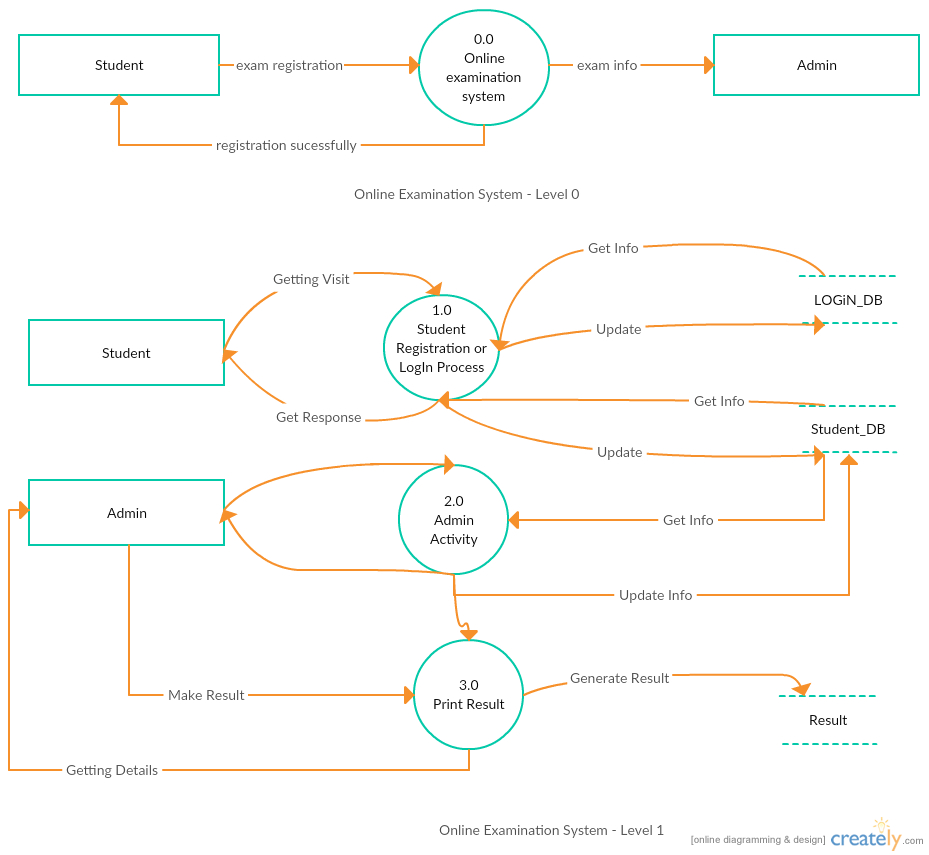 Student
exam registration
0.0
Online
examination
system
exam info
Admin
registration sucessfully
Online Examination System - Level 0
Get Info
Getting Visit
LOGiN_DB
1.0
Student
Registration or
LogIn Process
Update
Student
Get Info
Get Response
Student_DB
Update
2.0
Admin
Activity
Admin
Get Info
Update Info
Generate Result
3.0
Print Result
Make Result
Result
Getting Details
Online Examination System - Level 1
[online diagramming & design] creately.com